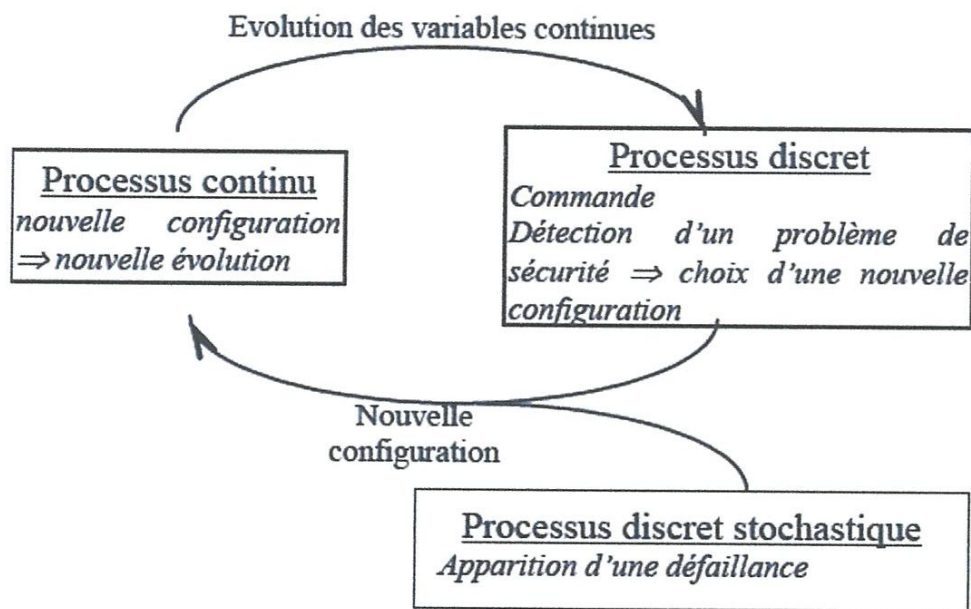 Evolution des variables continues
Processus continu
nouvelle configuration
⇒ nouvelle évolution
Processus discret
Commande
Détection d'un problème de
sécurité ⇒ choix d'une nouvelle
configuration
Nouvelle
configuration
Processus discret stochastique
Apparition d'une défaillance